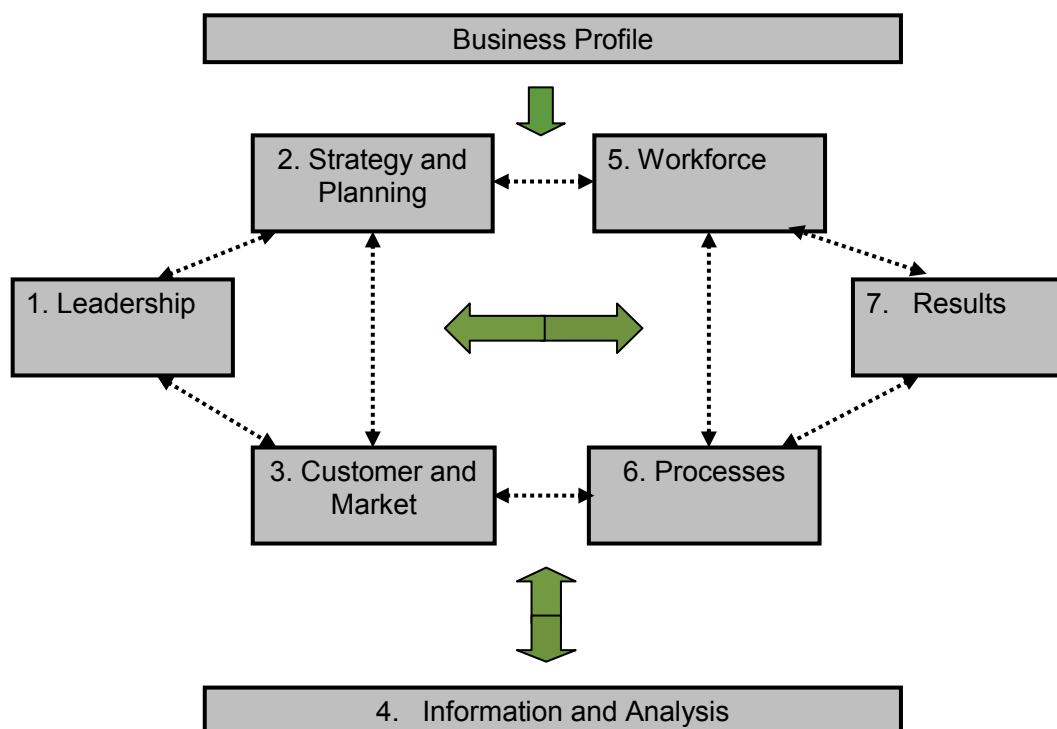 Business Profile
2. Strategy and
Planning
5. Workforce
1. Leadership
7. Results
3. Customer and
Market
6. Processes
4. Information and Analysis